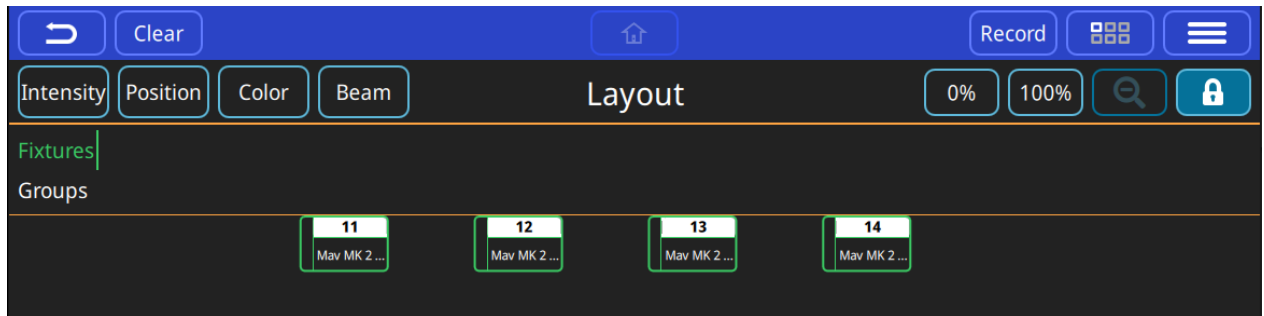 Clear Record
Intensity Position Color Beam Layout 0% 100%
Fixtures
Groups
11 12 13 14
Mav MK 2 ... Mav MK 2 ... Mav MK 2 ... Mav MK 2 ...